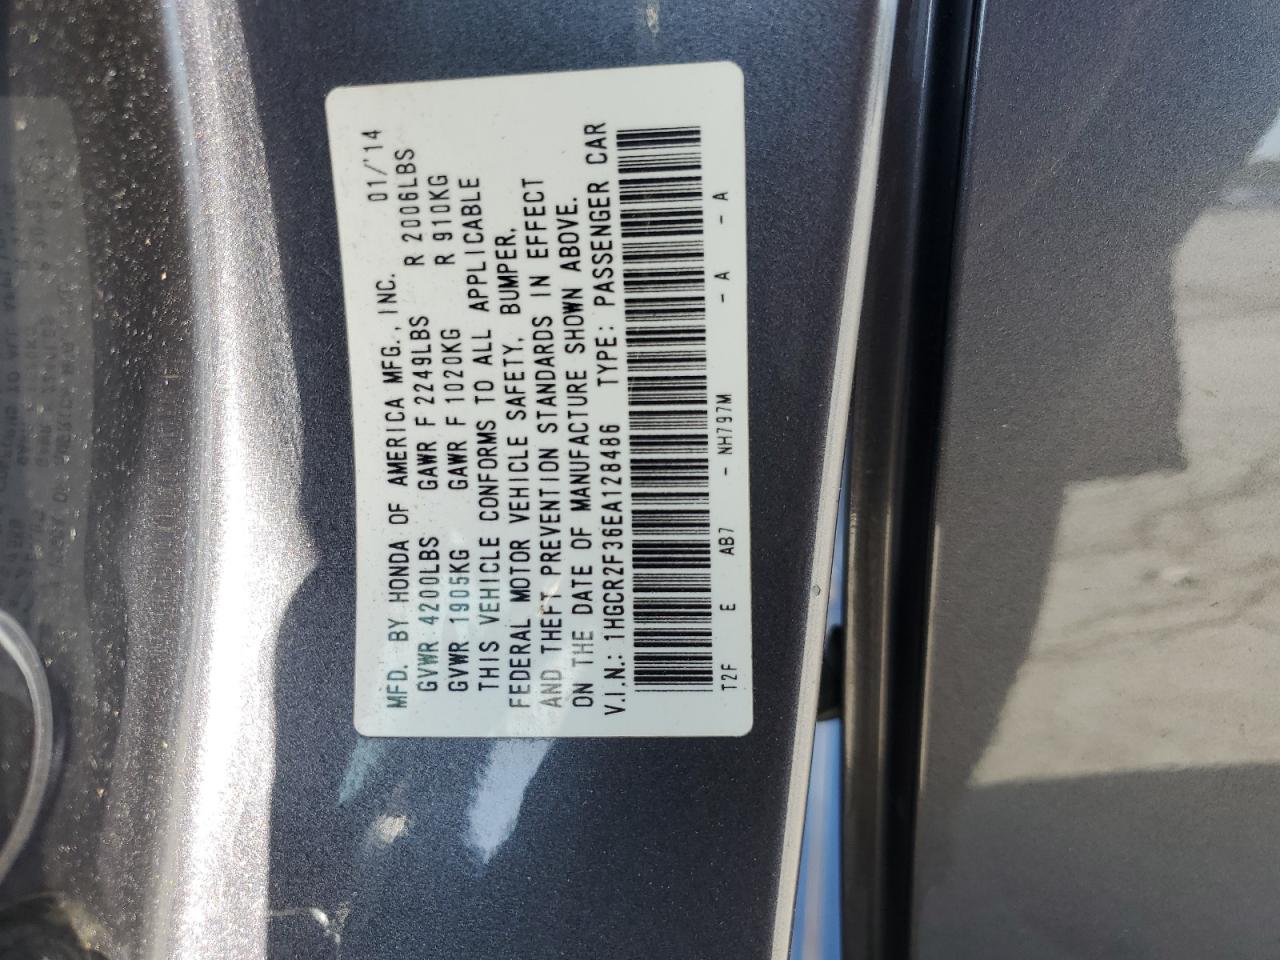 MFD. BY HONDA OF AMERICA MFG., INC. 01/'14
GVWR 4200LBS GAWR F 2249LBS R 2006LBS
GVWR 1905KG GAWR F 1020KG R 910KG
THIS VEHICLE CONFORMS TO ALL APPLICABLE
FEDERAL MOTOR VEHICLE SAFETY, BUMPER,
AND THEFT PREVENTION STANDARDS IN EFFECT
ON THE DATE OF MANUFACTURE SHOWN ABOVE.
V.I.N.: 1HGCR2F36EA128486 TYPE: PASSENGER CAR
T2F E AB7 - NH797M - A - A